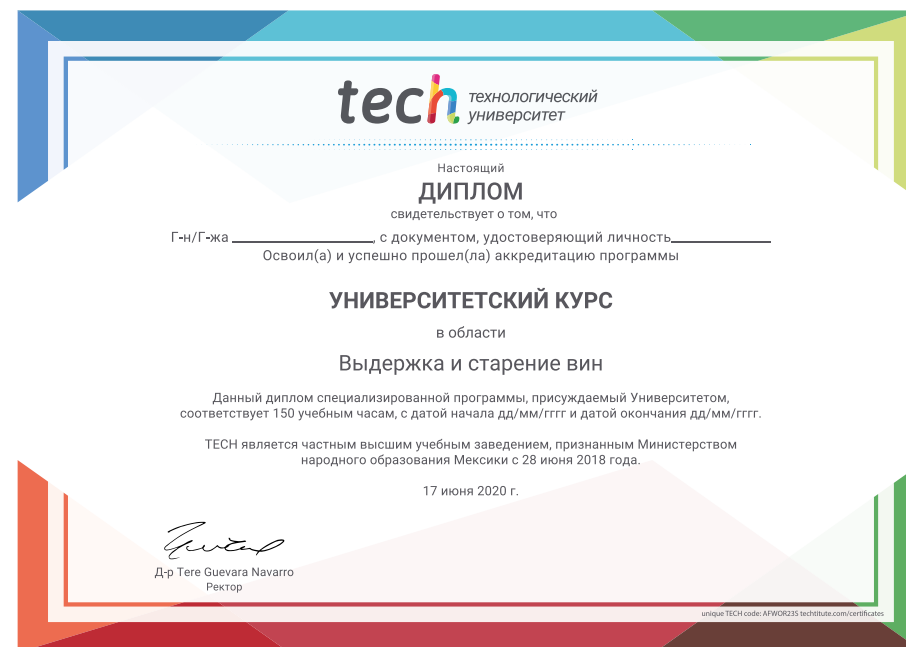 tech технологический
университет
Настоящий
ДИПЛОМ
свидетельствует о том, что
Г-н/Г-жа ____________________, с документом, удостоверяющий личность______________
Освоил(а) и успешно прошел(ла) аккредитацию программы
УНИВЕРСИТЕТСКИЙ КУРС
в области
Выдержка и старение вин
Данный диплом специализированной программы, присуждаемый Университетом,
соответствует 150 учебным часам, с датой начала дд/мм/гггг и датой окончания дд/мм/гггг.
TECH является частным высшим учебным заведением, признанным Министерством
народного образования Мексики с 28 июня 2018 года.
17 июня 2020 г.
Д-р Tere Guevara Navarro
Ректор
unique TECH code: AFWOR235 techtitute.com/certificates